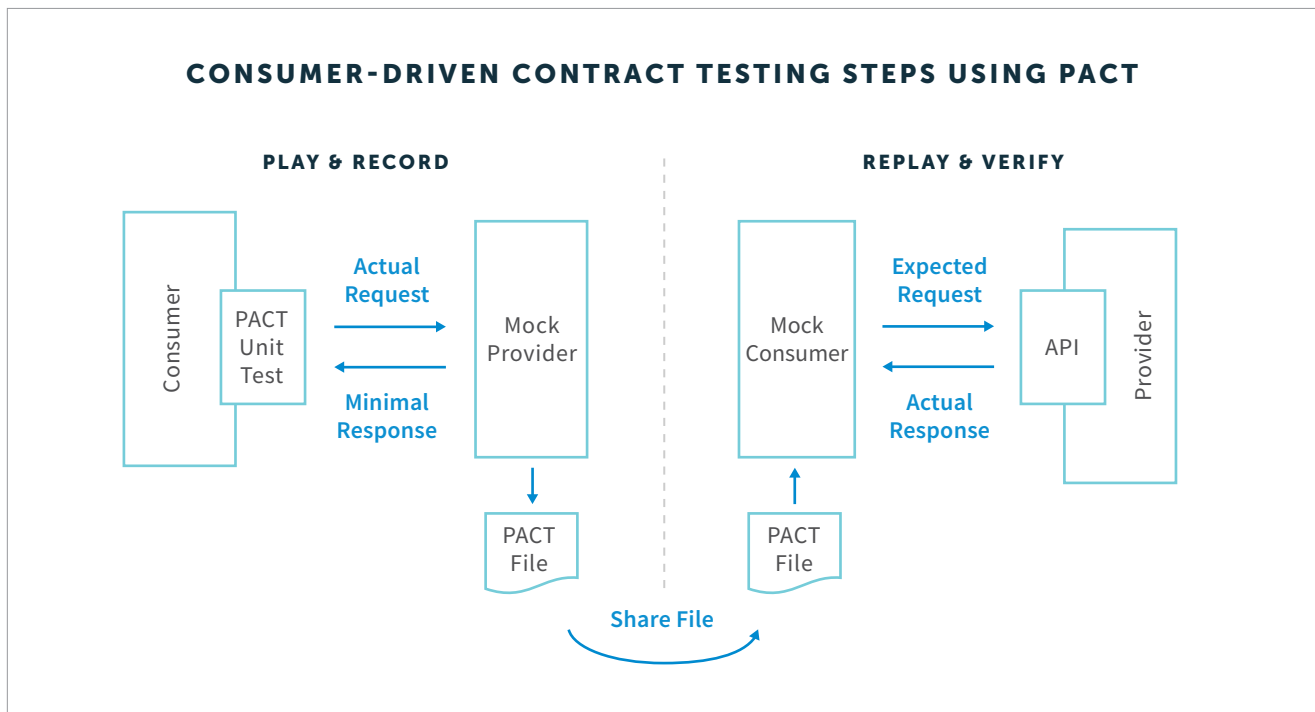 CONSUMER-DRIVEN CONTRACT TESTING STEPS USING PACT
PLAY & RECORD
Consumer
PACT
Unit
Test
Actual
Request
Minimal
Response
Mock
Provider
PACT
File
REPLAY & VERIFY
Mock
Consumer
Expected
Request
Actual
Response
API
Provider
PACT
File
Share File